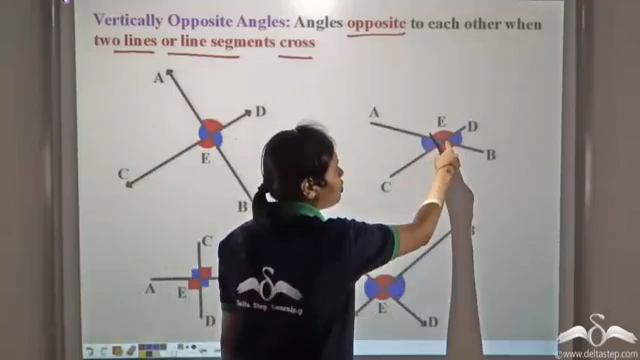 Vertically Opposite Angles: Angles opposite to each other when
two lines or line segments cross
A
D
C
E
B
A
E
D
B
C
C
A
E
D
B
E
D
Delta Step Learning
©www.deltastep.com